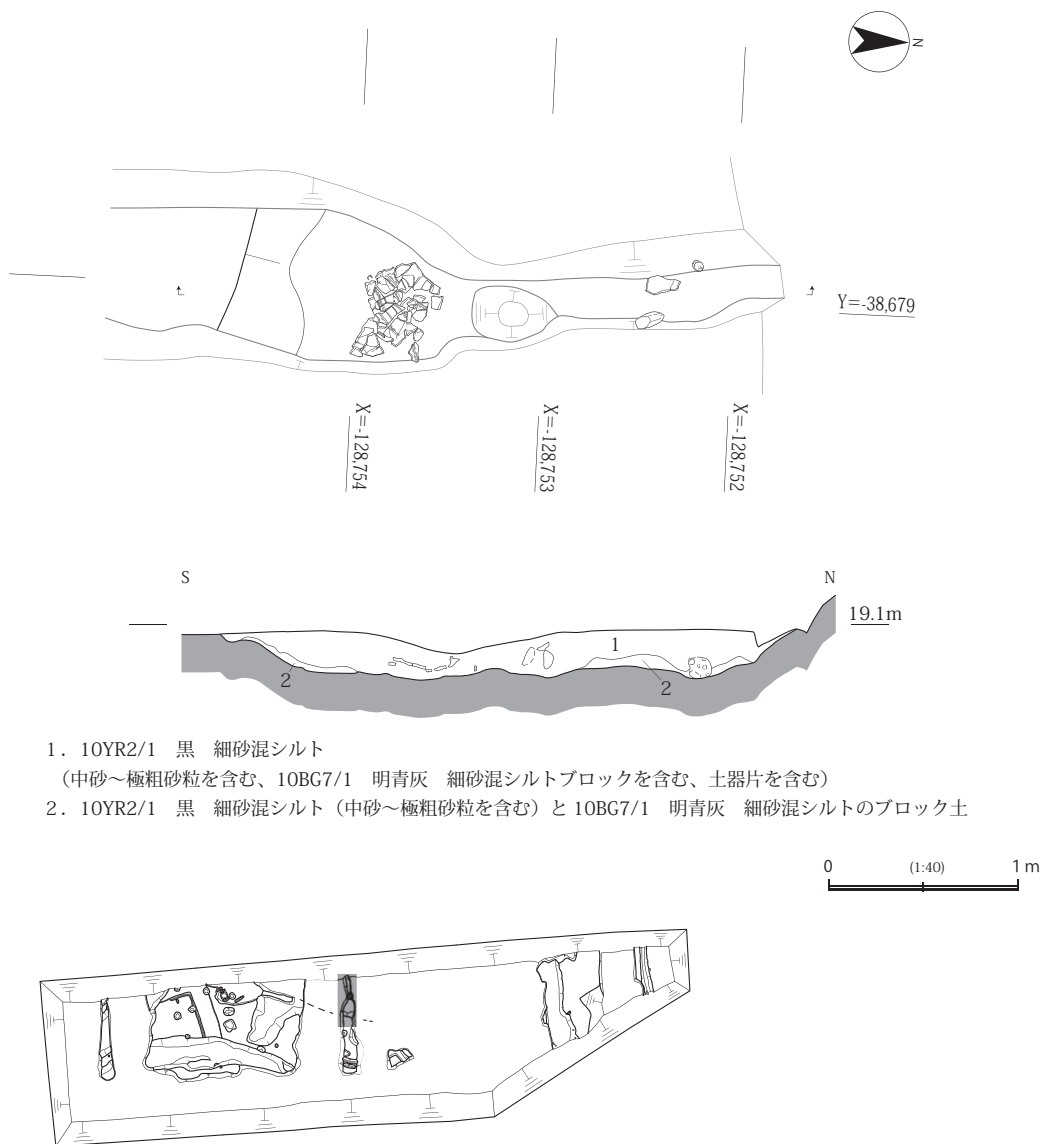 N
Y=-38,679
X=-128,754
X=-128,753
X=-128,752
S
N
19.1m
1
2
2
1．10YR2/1　黒　細砂混シルト
（中砂～極粗砂粒を含む、10BG7/1　明青灰　細砂混シルトブロックを含む、土器片を含む）
2．10YR2/1　黒　細砂混シルト（中砂～極粗砂粒を含む）と 10BG7/1　明青灰　細砂混シルトのブロック土
0 (1:40) 1 m